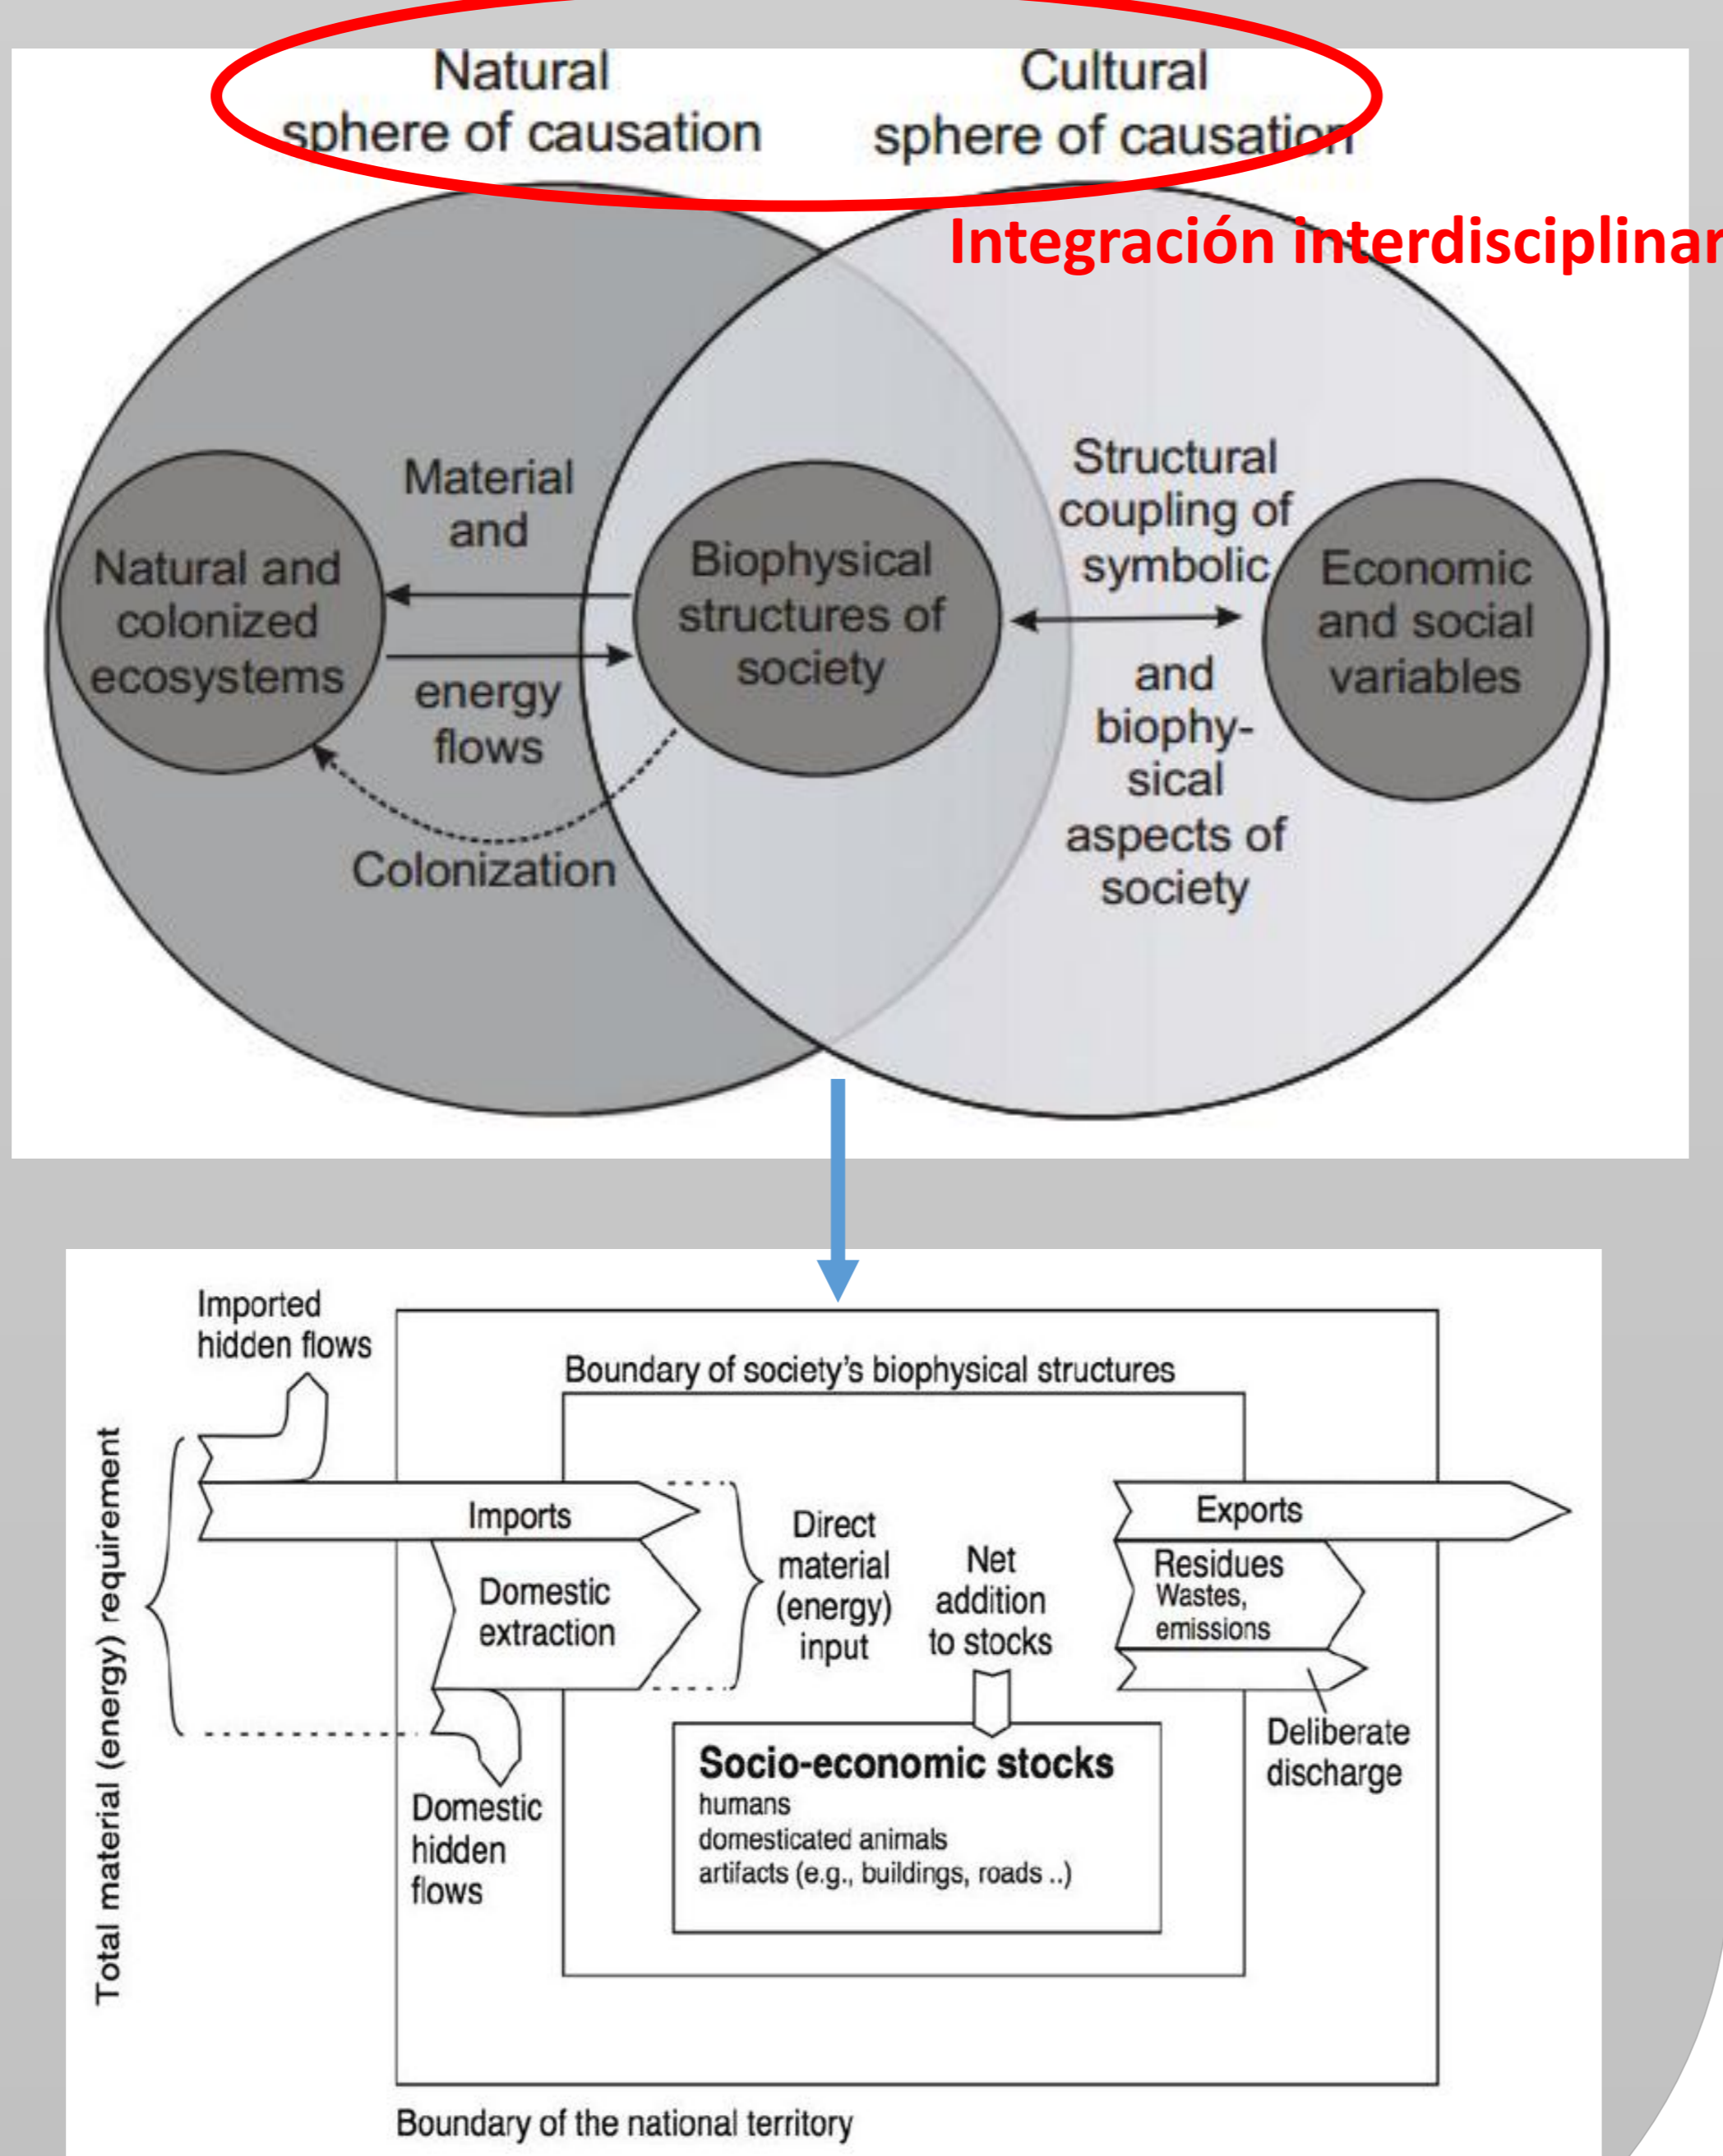 Natural
sphere of causation
Cultural
sphere of causation
Integración interdisciplinar
Natural and
colonized
ecosystems
Material
and
energy
flows
Colonization
Biophysical
structures of
society
Structural
coupling of
symbolic
and
biophy-
sical
aspects of
society
Economic
and social
variables
Imported
hidden flows
Boundary of society's biophysical structures
Total material (energy) requirement
Imports
Domestic
extraction
Domestic
hidden
flows
Direct
material
(energy)
input
Net
addition
to stocks
Exports
Residues
Wastes,
emissions
Deliberate
discharge
Socio-economic stocks
humans
domesticated animals
artifacts (e.g., buildings, roads ..)
Boundary of the national territory